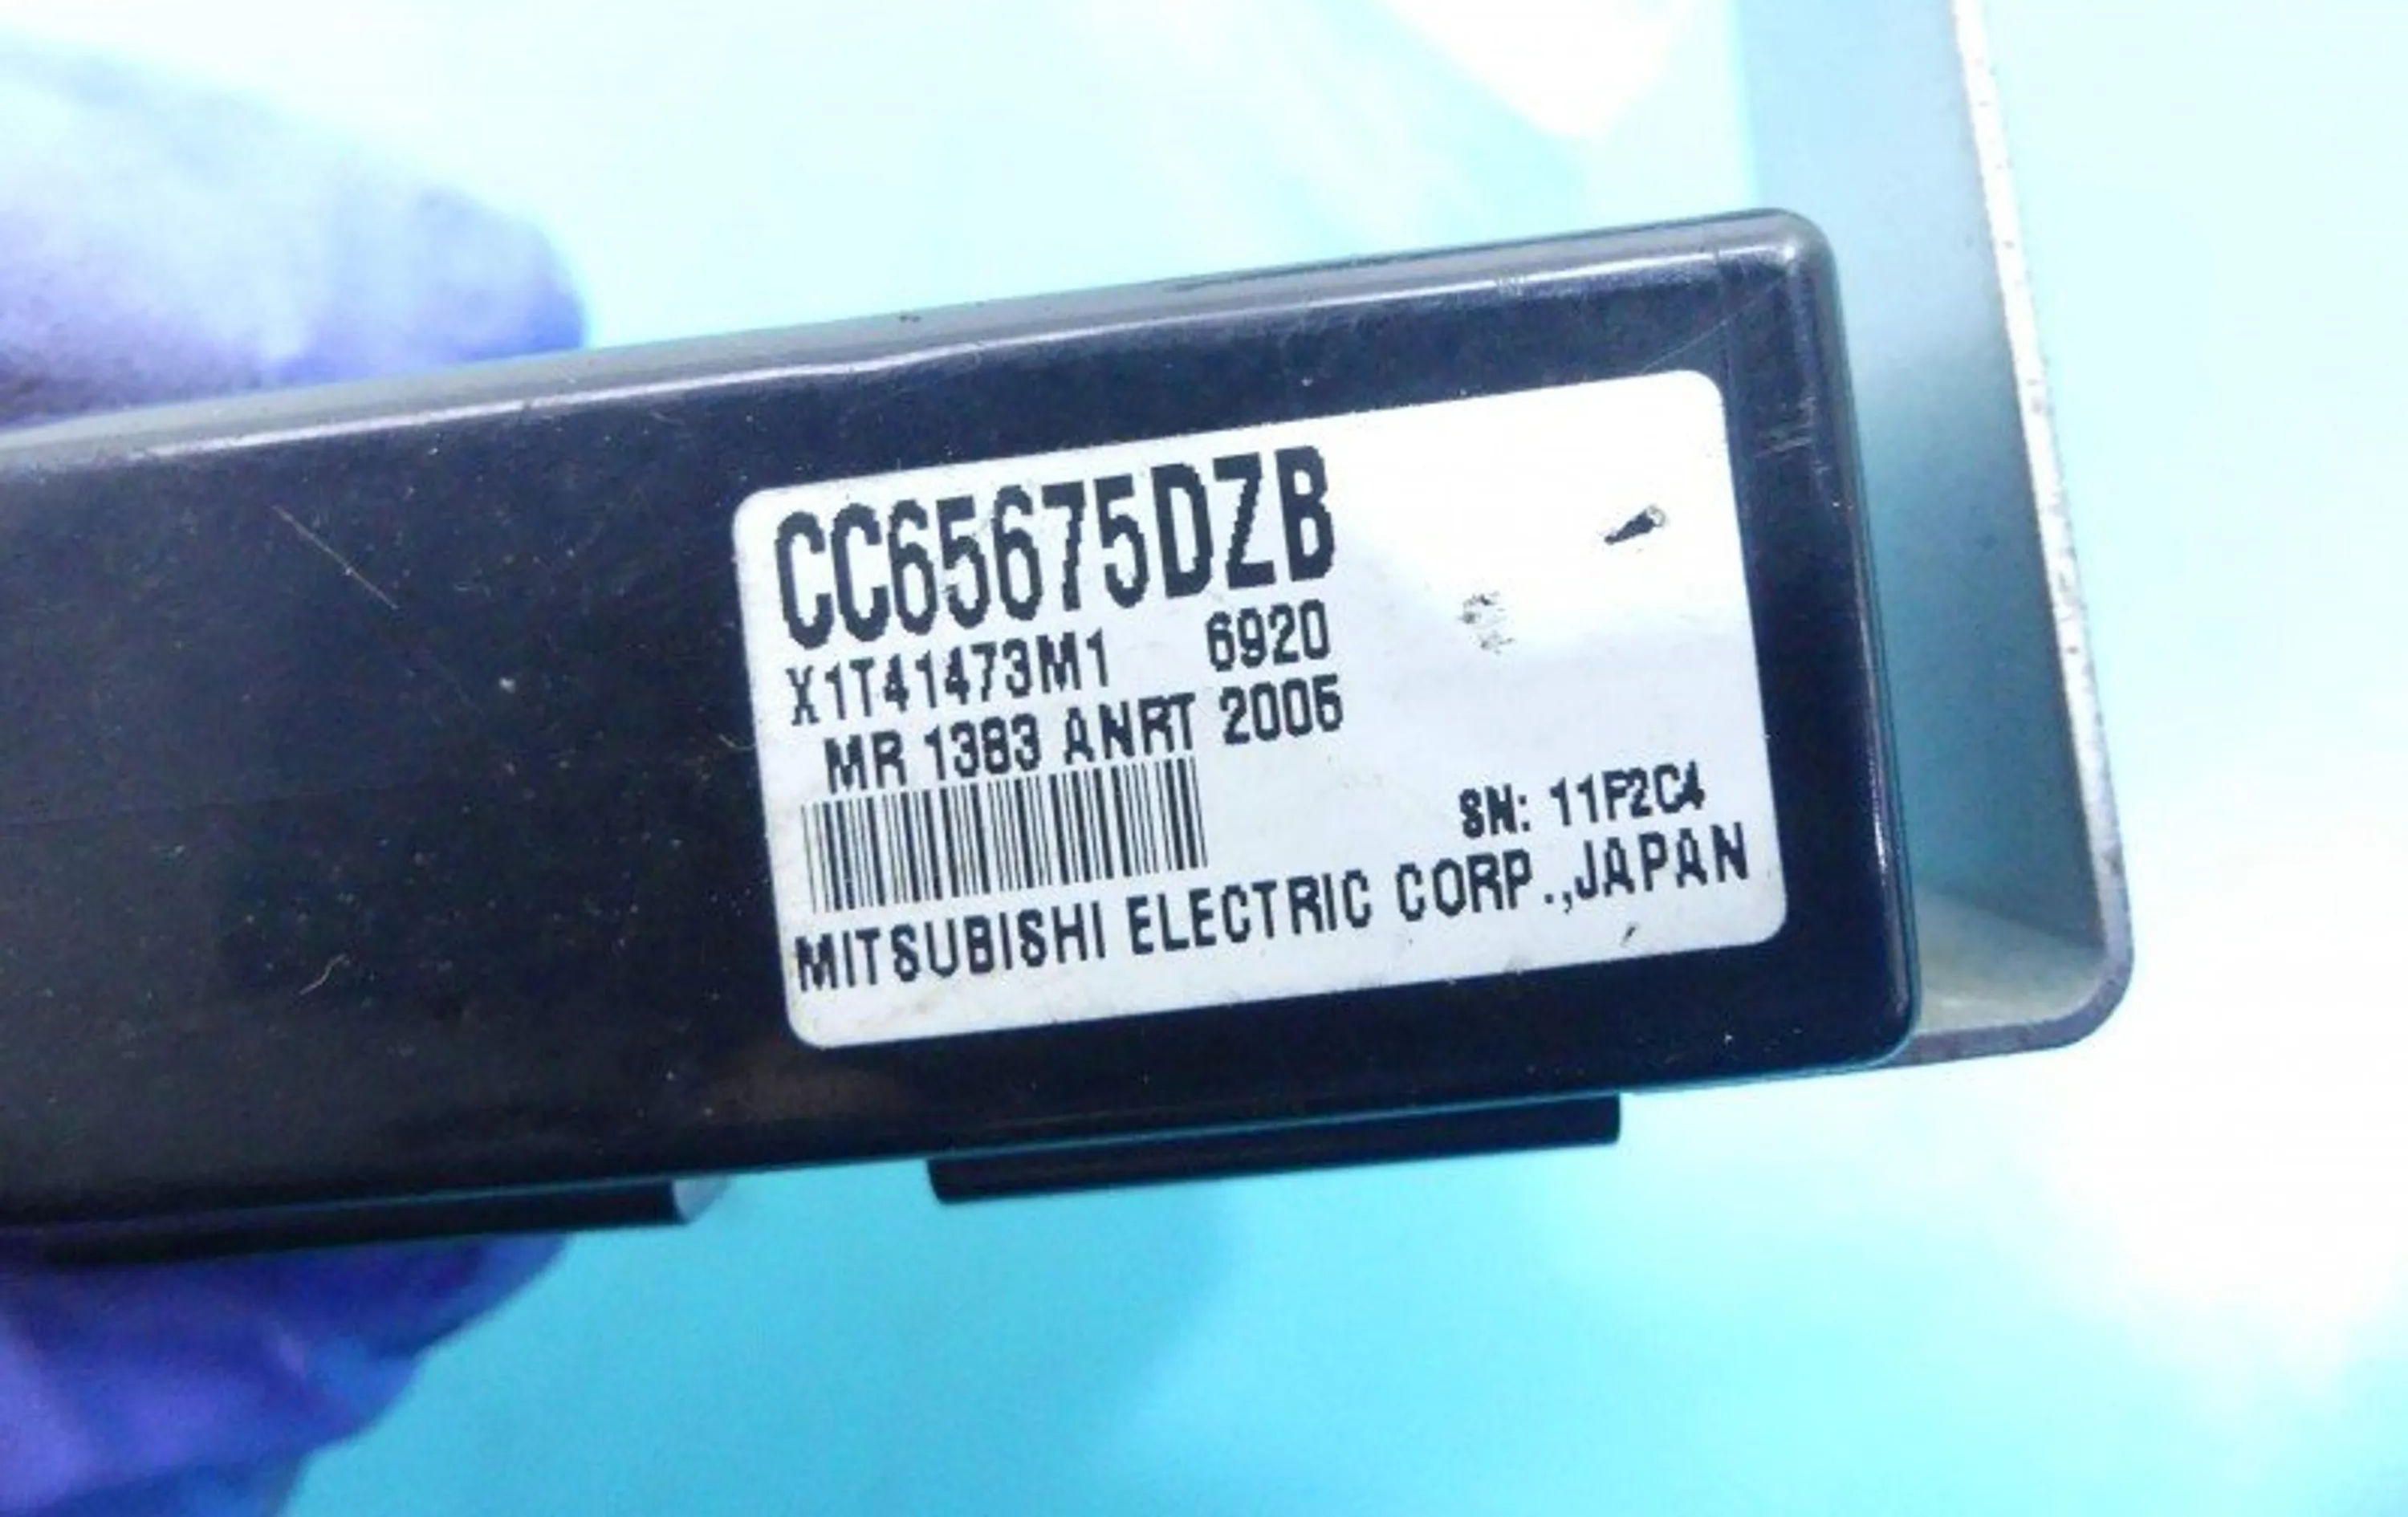 CC65675DZB
X1T41473M1 6920
MR 1383 ANRT 2005
SN: 11F2C4
MITSUBISHI ELECTRIC CORP.,JAPAN